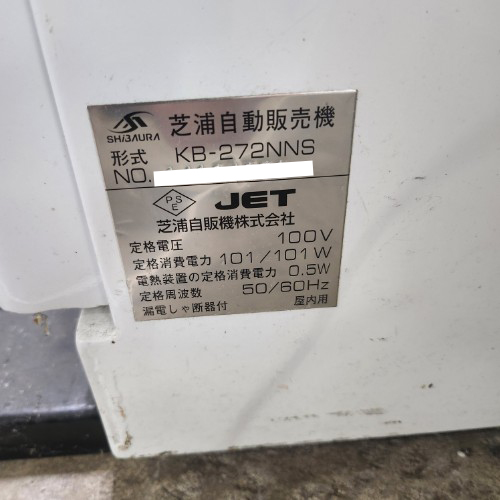 SHIBAURA 芝浦自動販売機
形式 KB-272NNS
NO.
PSE JET
芝浦自販機株式会社
定格電圧 100V
定格消費電力 101/101W
電熱装置の定格消費電力 0.5W
定格周波数 50/60Hz
漏電しゃ断器付 屋内用